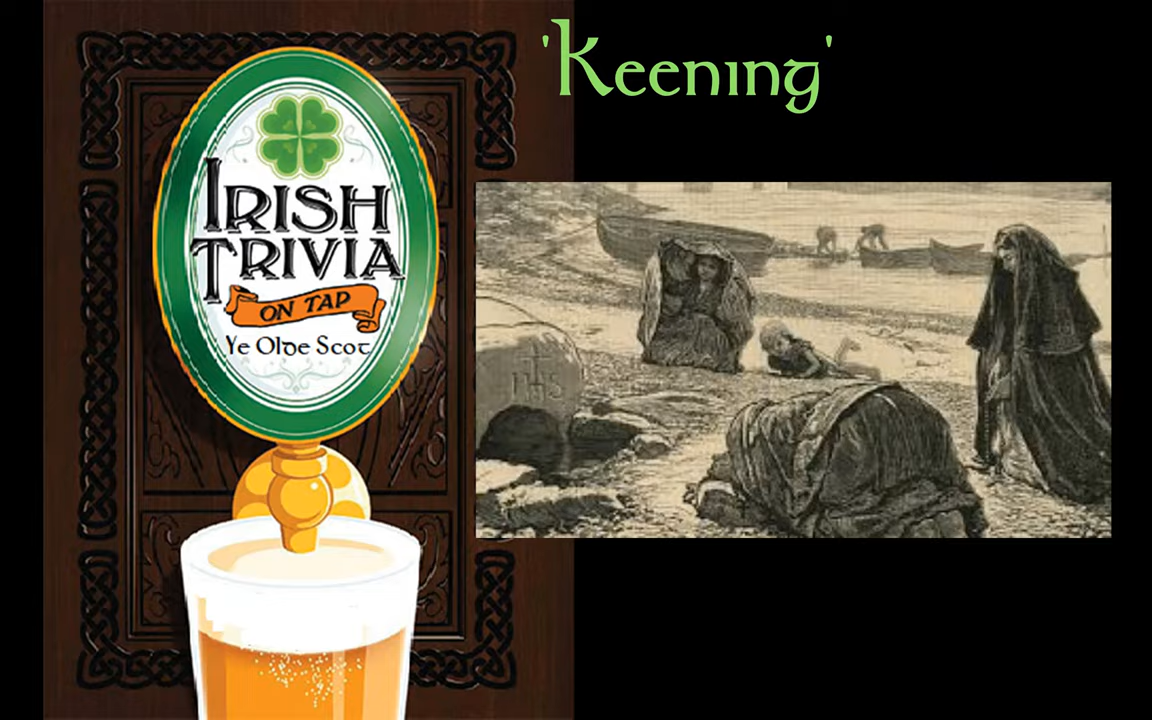 'Keening'
IRISH
TRIVIA
ON TAP
Ye Olde Scot
IHS